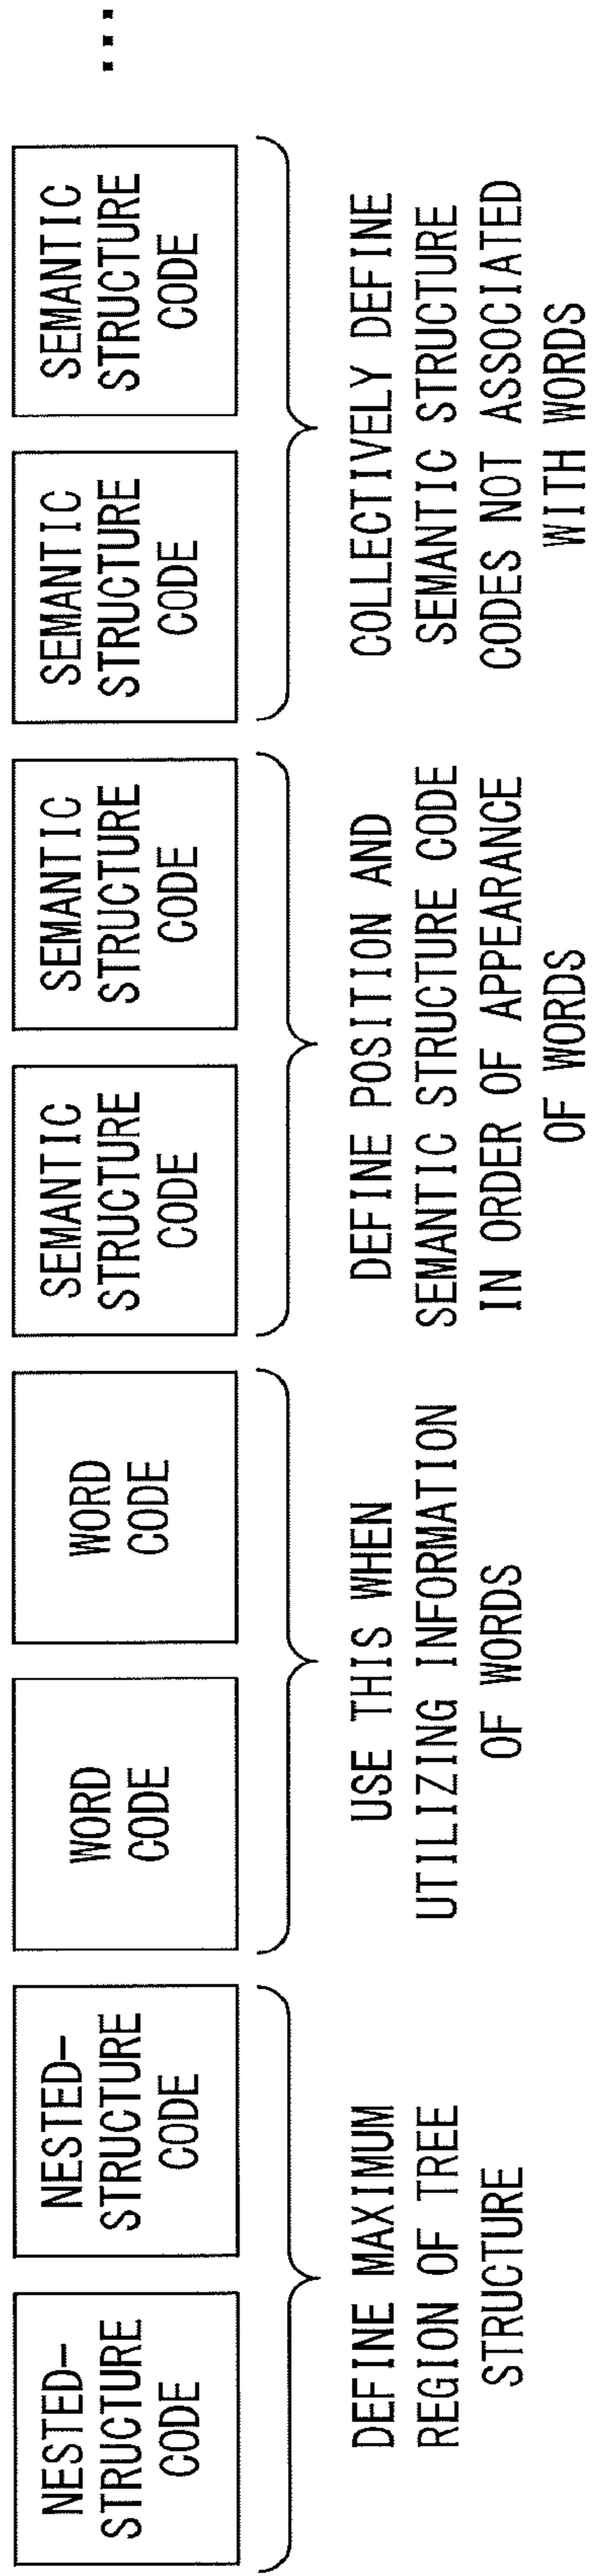 NESTED-
STRUCTURE
CODE
NESTED-
STRUCTURE
CODE
DEFINE MAXIMUM
REGION OF TREE
STRUCTURE
WORD
CODE
WORD
CODE
USE THIS WHEN
UTILIZING INFORMATION
OF WORDS
SEMANTIC
STRUCTURE
CODE
SEMANTIC
STRUCTURE
CODE
DEFINE POSITION AND
SEMANTIC STRUCTURE CODE
IN ORDER OF APPEARANCE
OF WORDS
SEMANTIC
STRUCTURE
CODE
SEMANTIC
STRUCTURE
CODE
COLLECTIVELY DEFINE
SEMANTIC STRUCTURE
CODES NOT ASSOCIATED
WITH WORDS
...